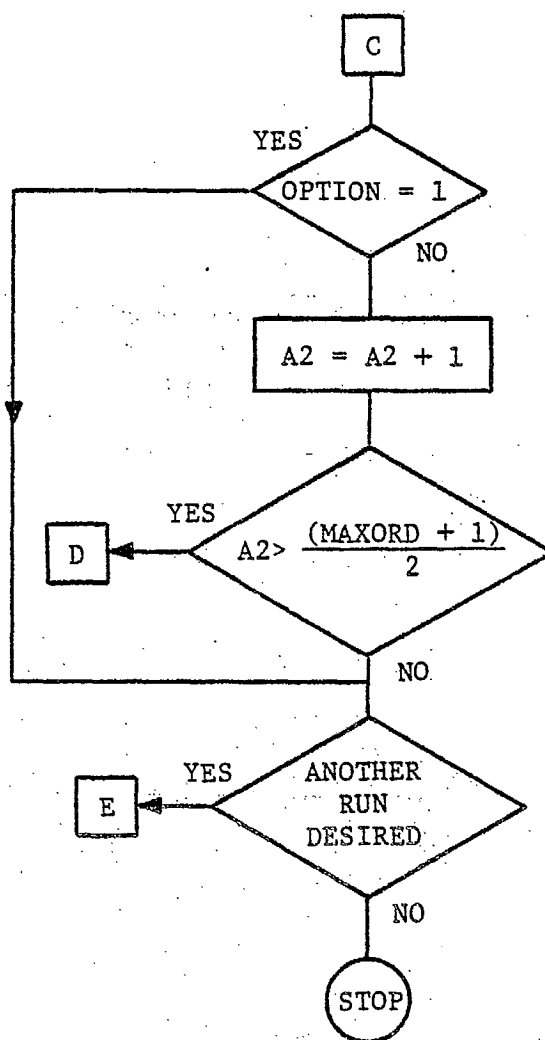 C
YES
OPTION = 1
NO
A2 = A2 + 1
YES
D
A2> (MAXORD + 1)
2
NO
YES
E
ANOTHER
RUN
DESIRED
NO
STOP